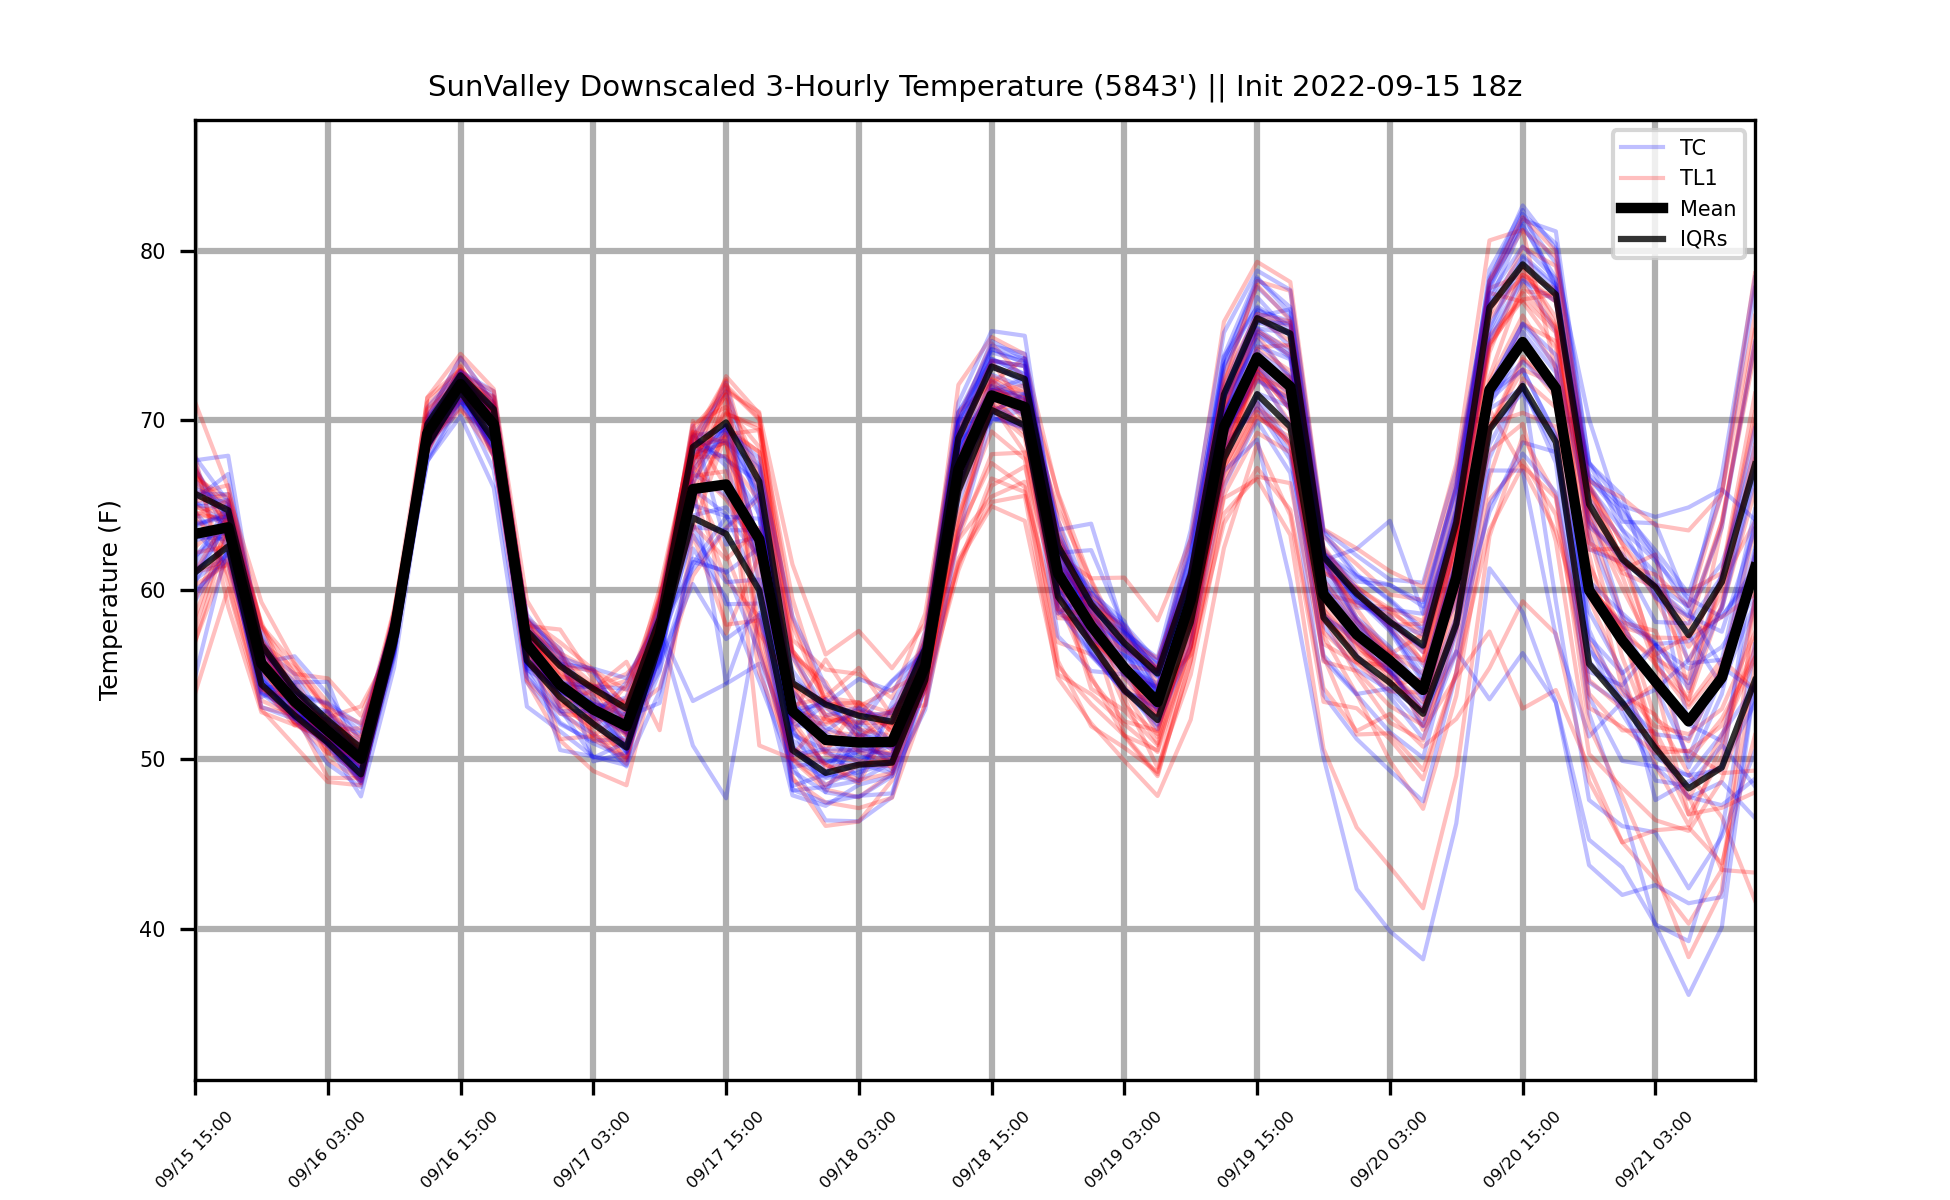 SunValley Downscaled 3-Hourly Temperature (5843') || Init 2022-09-15 18z
TC
TL1
Mean
IQRs
Temperature (F)
80
70
60
50
40
09/15 15:00
09/16 03:00
09/16 15:00
09/17 03:00
09/17 15:00
09/18 03:00
09/18 15:00
09/19 03:00
09/19 15:00
09/20 03:00
09/20 15:00
09/21 03:00